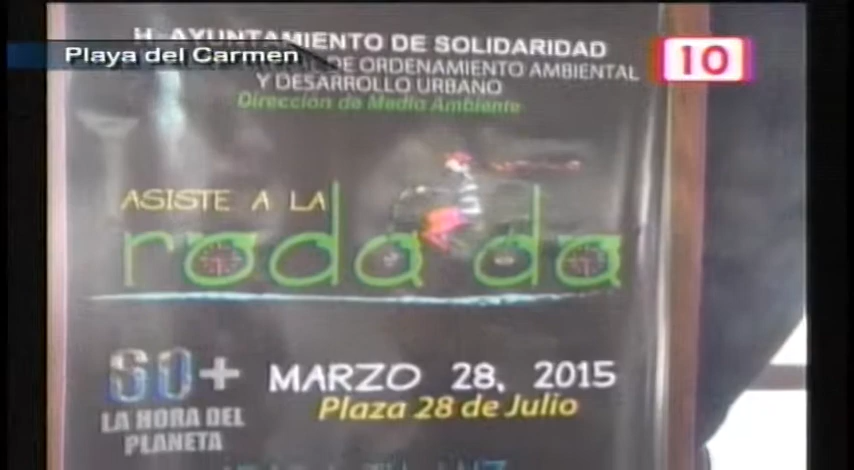 H. AYUNTAMIENTO DE SOLIDARIDAD
Playa del Carmen
10
DE ORDENAMIENTO AMBIENTAL
Y DESARROLLO URBANO
Dirección de Medio Ambiente
ASISTE A LA
rodada
60+
MARZO 28, 2015
LA HORA DEL
PLANETA
Plaza 28 de Julio